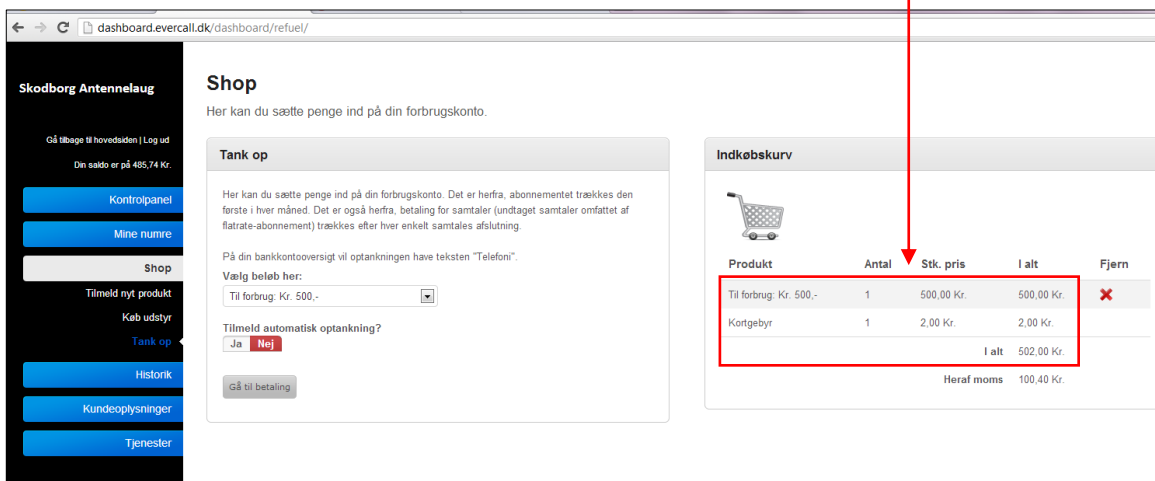 dashboard.evercall.dk/dashboard/refuel/
Skodborg Antennelaug
Gå tilbage til hovedsiden | Log ud
Din saldo er på 485,74 Kr.
Kontrolpanel
Mine numre
Shop
Tilmeld nyt produkt
Køb udstyr
Tank op
Historik
Kundeoplysninger
Tjenester
Shop
Her kan du sætte penge ind på din forbrugskonto.
Tank op
Her kan du sætte penge ind på din forbrugskonto. Det er herfra, abonnementet trækkes den
første i hver måned. Det er også herfra, betaling for samtaler (undtaget samtaler omfattet af
flatrate-abonnement) trækkes efter hver enkelt samtales afslutning.
På din bankkontooversigt vil optankningen have teksten "Telefoni".
Vælg beløb her:
Til forbrug: Kr. 500,-
Tilmeld automatisk optankning?
Ja Nej
Gå til betaling
Indkøbskurv
Produkt Antal Stk. pris I alt Fjern
Til forbrug: Kr. 500,- 1 500,00 Kr. 500,00 Kr.
Kortgebyr 1 2,00 Kr. 2,00 Kr.
I alt 502,00 Kr.
Heraf moms 100,40 Kr.